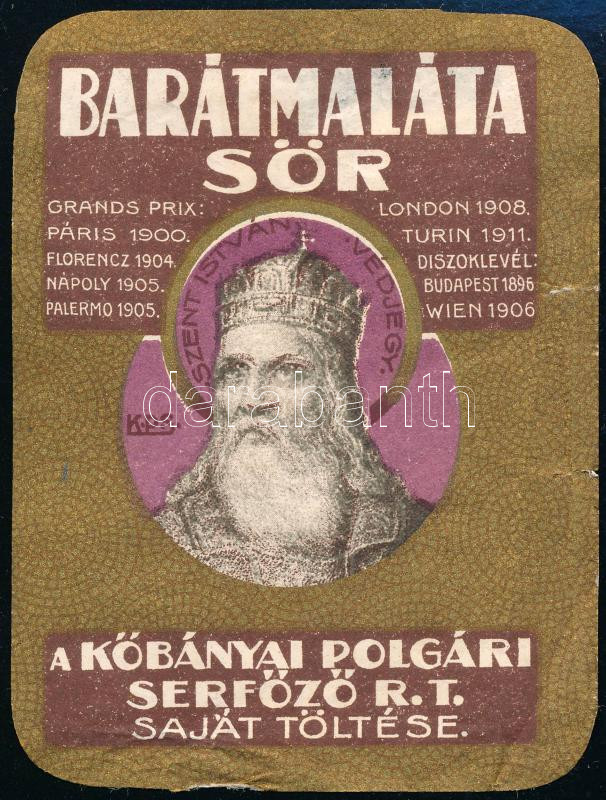 BARÁTMALÁTA
SÖR
GRANDS PRIX:
PÁRIS 1900.
FLORENCZ 1904.
NÁPOLY 1905.
PALERMO 1905.
LONDON 1908.
TURIN 1911.
DISZOKLEVÉL:
BUDAPEST 1896
WIEN 1906
SZENT ISTVÁN VÉDJEGY.
darabanth
A KŐBÁNYAI POLGÁRI
SERFŐZŐ R.T.
SAJÁT TÖLTÉSE.